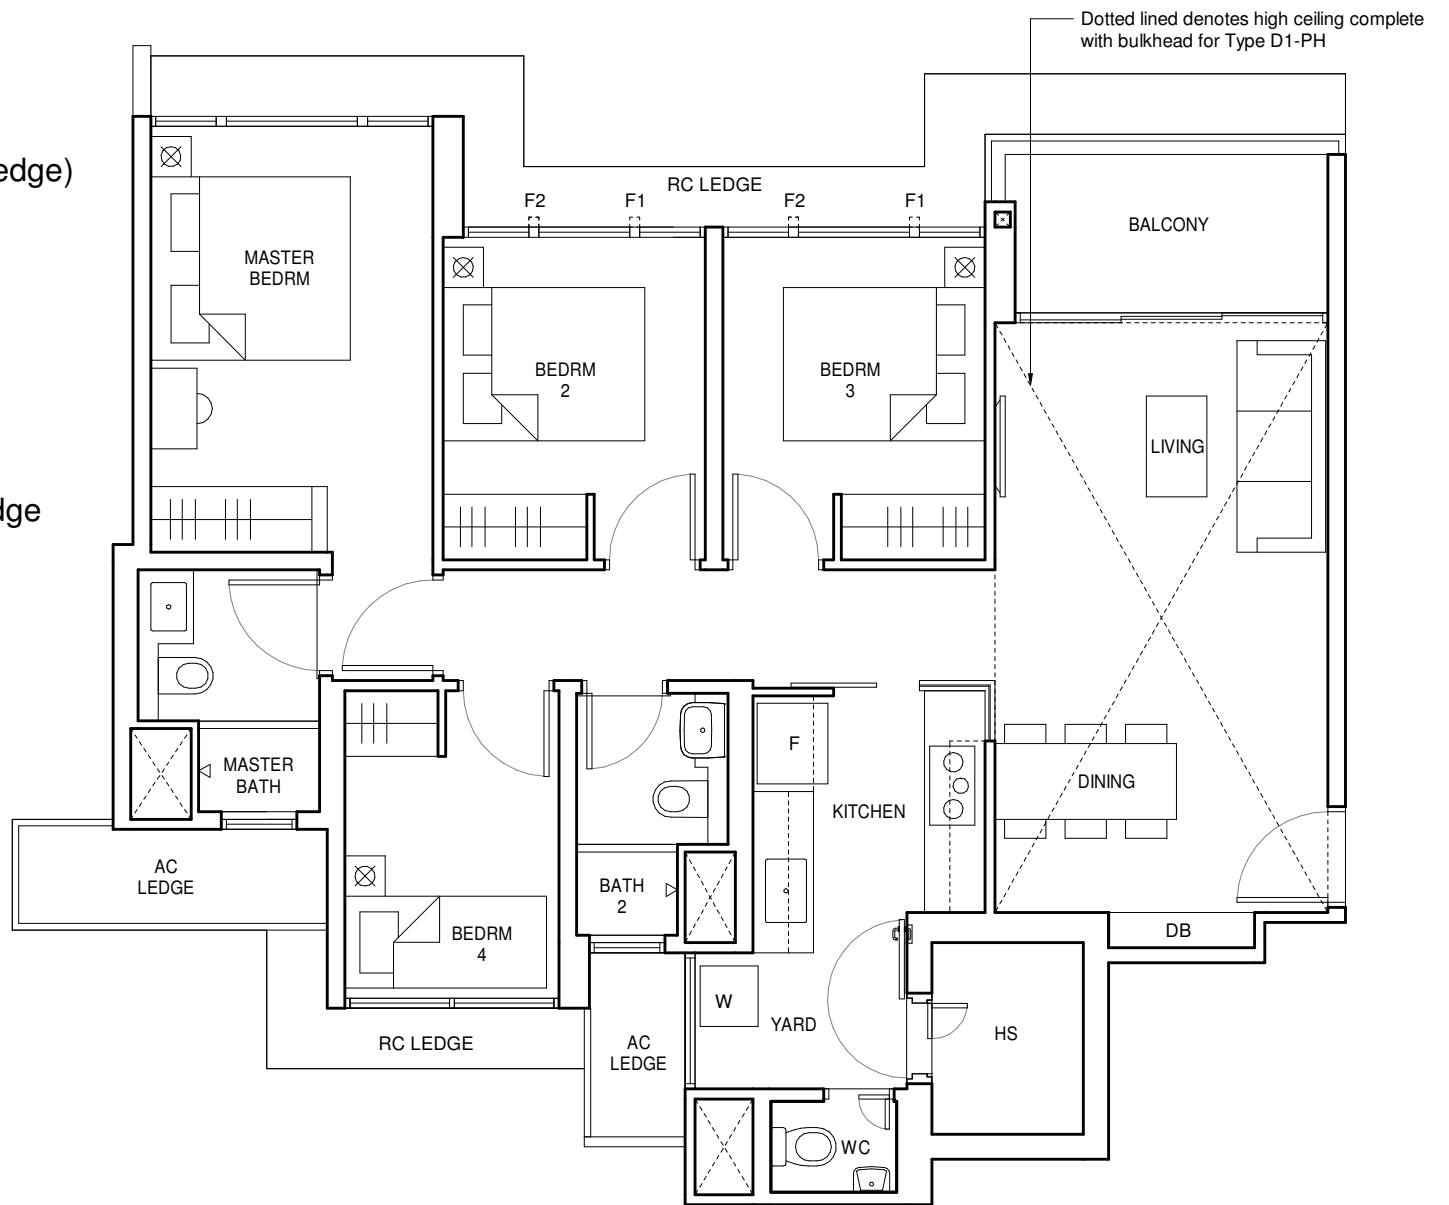 Dotted lined denotes high ceiling complete
with bulkhead for Type D1-PH
edge)
RC LEDGE
F2
F1
F2
F1
BALCONY
MASTER
BEDRM
BEDRM
2
BEDRM
3
LIVING
dge
F
MASTER
BATH
KITCHEN
DINING
AC
LEDGE
BATH
2
BEDRM
4
DB
W
YARD
HS
RC LEDGE
AC
LEDGE
WC